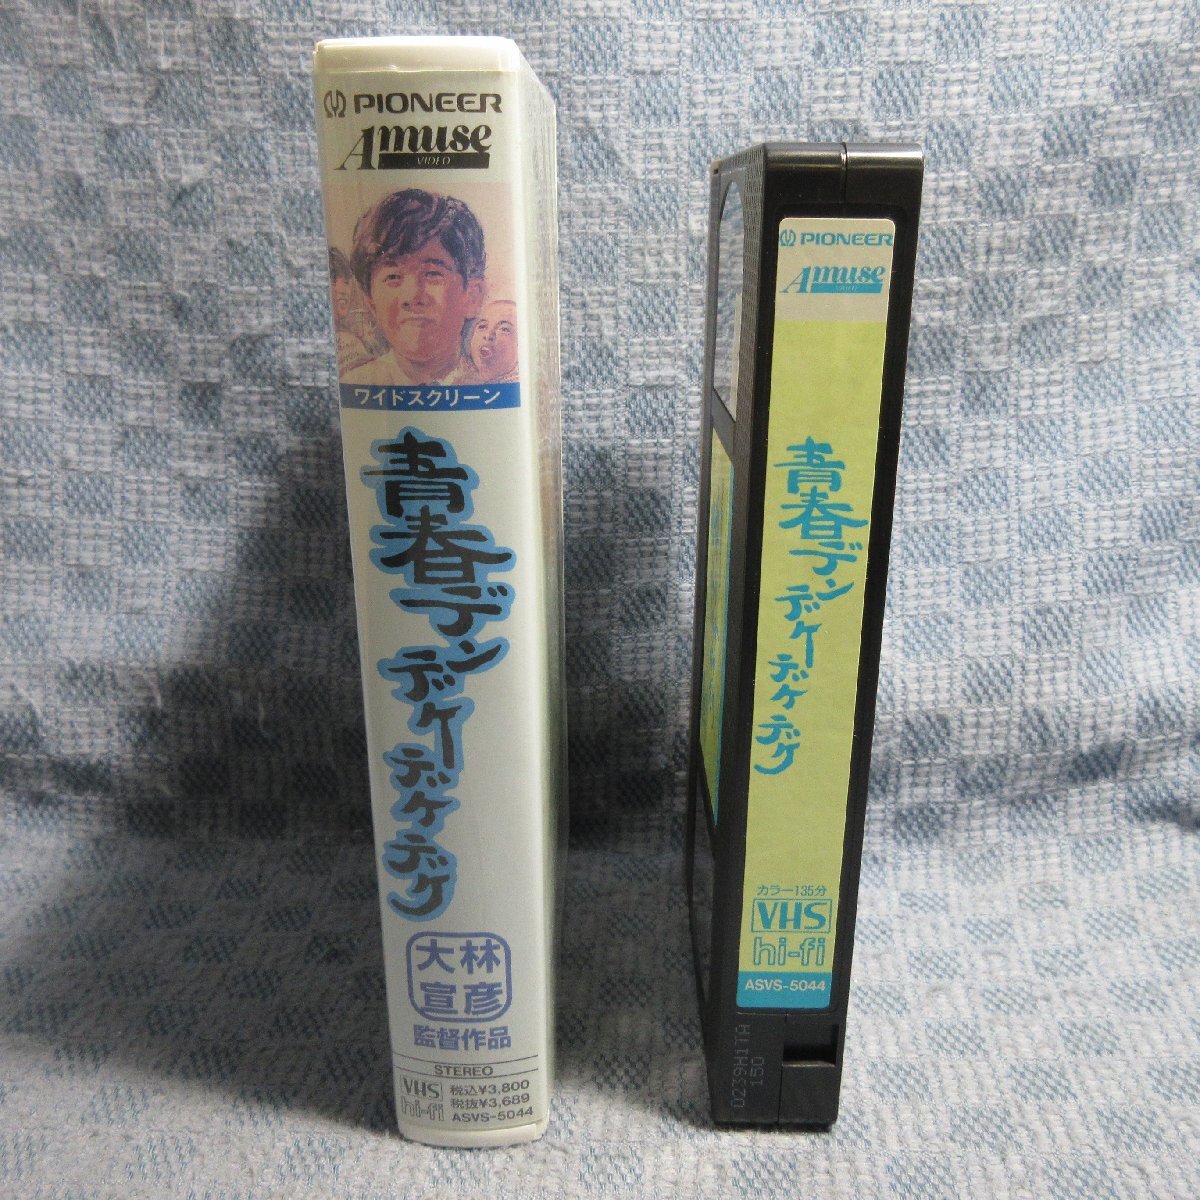 PIONEER
Amuse
VIDEO
ワイドスクリーン
青春デンデケデケデケ
大林
宣彦
監督作品
STEREO
VHS
hi-fi
税込¥3,800
税抜¥3,689
ASVS-5044
PIONEER
Amuse
VIDEO
青春デンデケデケデケ
カラー135分
VHS
hi-fi
ASVS-5044
0239H1TA
150